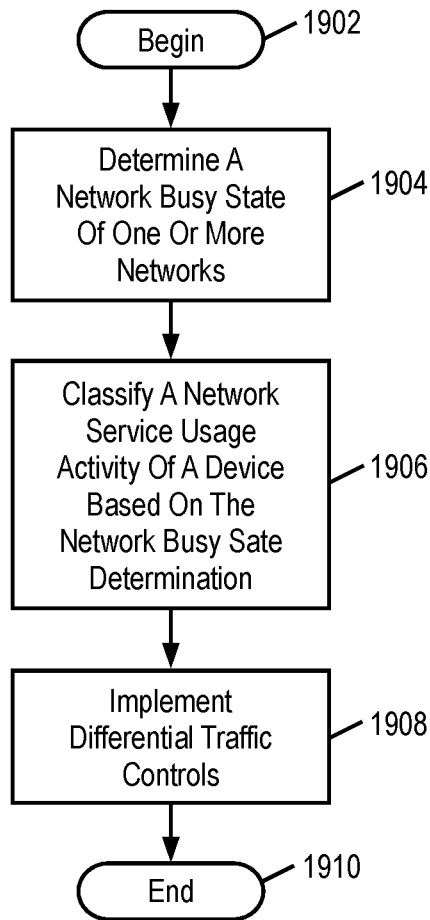 Begin
1902
Determine A
Network Busy State
Of One Or More
Networks
1904
Classify A Network
Service Usage
Activity Of A Device
Based On The
Network Busy Sate
Determination
1906
Implement
Differential Traffic
Controls
1908
End
1910